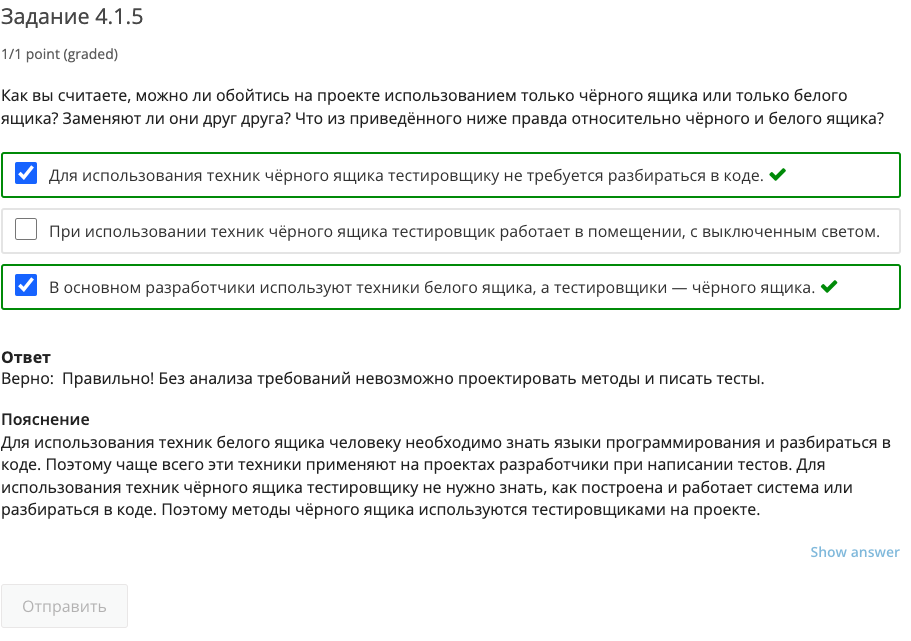 Задание 4.1.5
1/1 point (graded)
Как вы считаете, можно ли обойтись на проекте использованием только чёрного ящика или только белого
ящика? Заменяют ли они друг друга? Что из приведённого ниже правда относительно чёрного и белого ящика?
Для использования техник чёрного ящика тестировщику не требуется разбираться в коде.
При использовании техник чёрного ящика тестировщик работает в помещении, с выключенным светом.
В основном разработчики используют техники белого ящика, а тестировщики — чёрного ящика.
Ответ
Верно: Правильно! Без анализа требований невозможно проектировать методы и писать тесты.
Пояснение
Для использования техник белого ящика человеку необходимо знать языки программирования и разбираться в
коде. Поэтому чаще всего эти техники применяют на проектах разработчики при написании тестов. Для
использования техник чёрного ящика тестировщику не нужно знать, как построена и работает система или
разбираться в коде. Поэтому методы чёрного ящика используются тестировщиками на проекте.
Show answer
Отправить